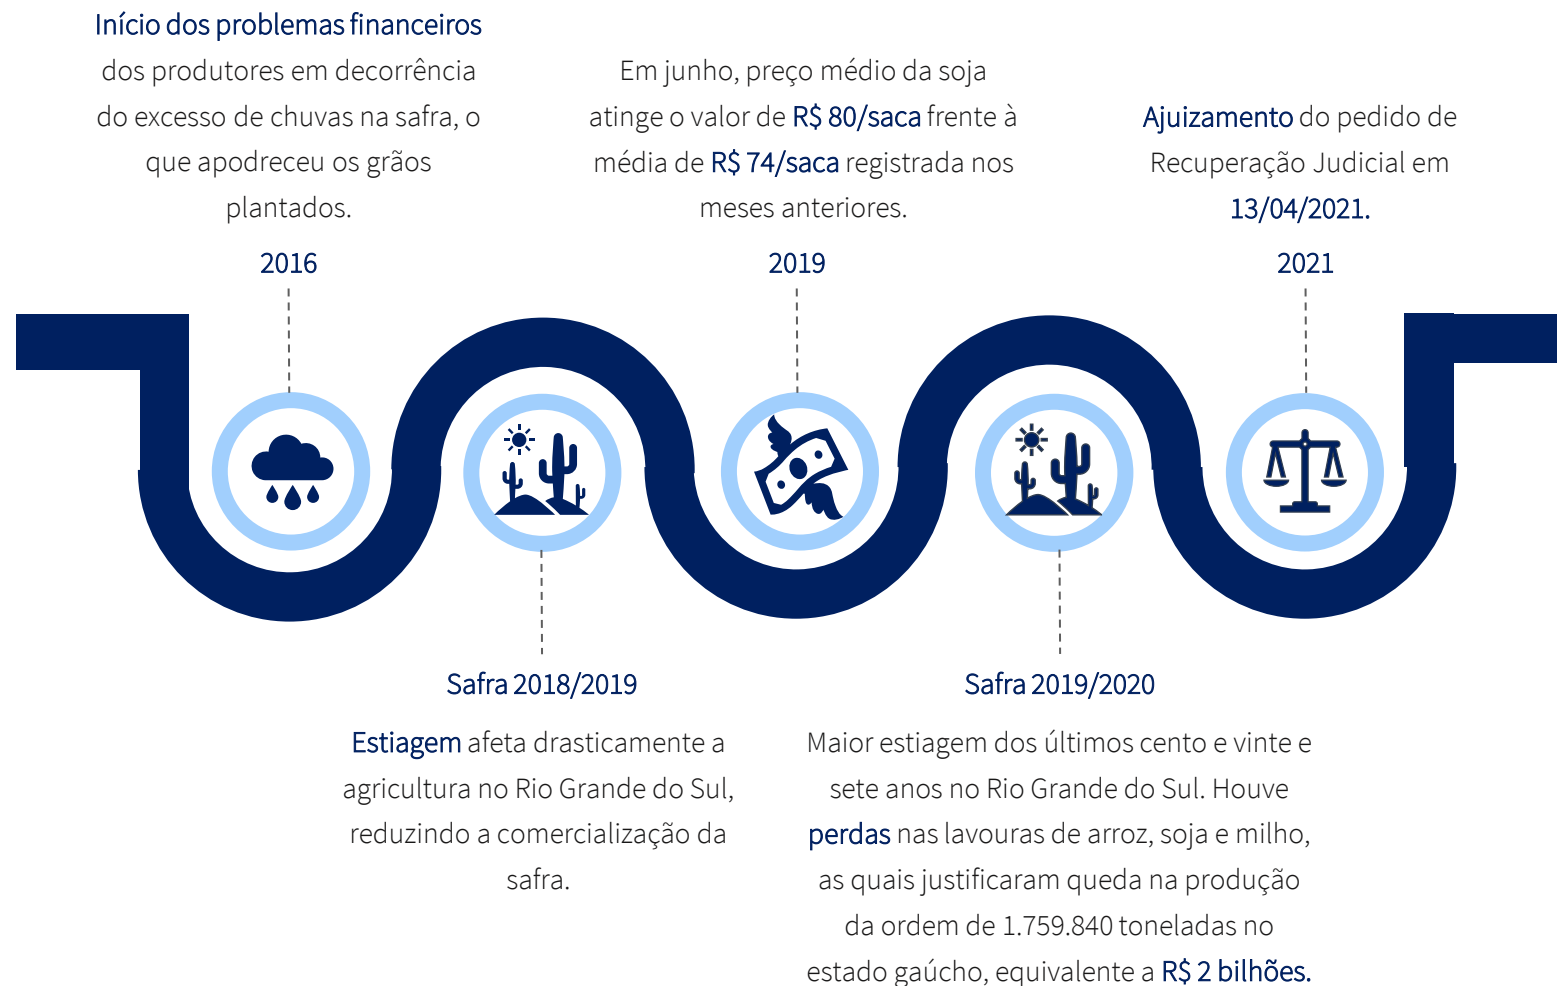 Início dos problemas financeiros
dos produtores em decorrência
do excesso de chuvas na safra, o
que apodreceu os grãos
plantados.
2016
Safra 2018/2019
Estiagem afeta drasticamente a
agricultura no Rio Grande do Sul,
reduzindo a comercialização da
safra.
Em junho, preço médio da soja
atinge o valor de R$ 80/saca frente à
média de R$ 74/saca registrada nos
meses anteriores.
2019
Safra 2019/2020
Maior estiagem dos últimos cento e vinte e
sete anos no Rio Grande do Sul. Houve
perdas nas lavouras de arroz, soja e milho,
as quais justificaram queda na produção
da ordem de 1.759.840 toneladas no
estado gaúcho, equivalente a R$ 2 bilhões.
Ajuizamento do pedido de
Recuperação Judicial em
13/04/2021.
2021